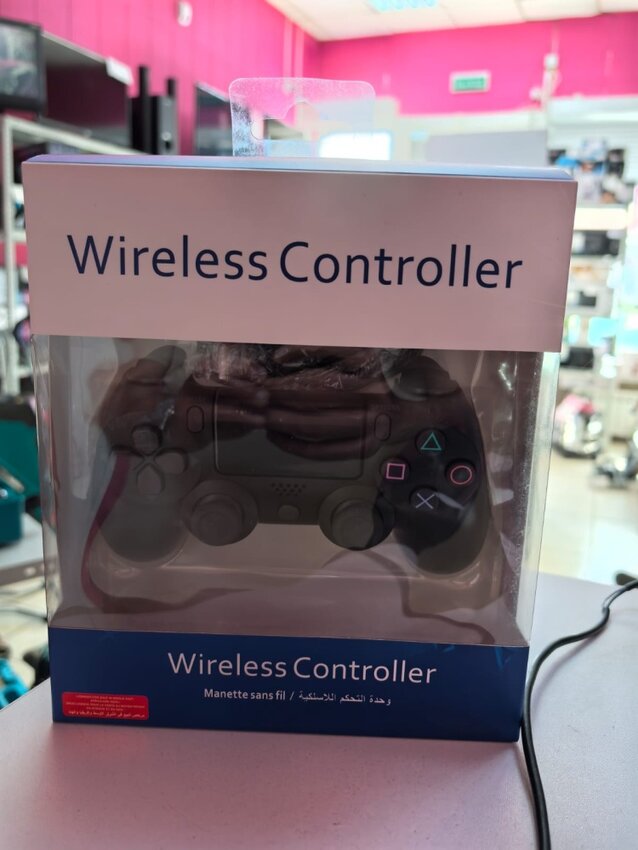 Wireless Controller
Wireless Controller
Manette sans fil / وحدة التحكم اللاسلكية